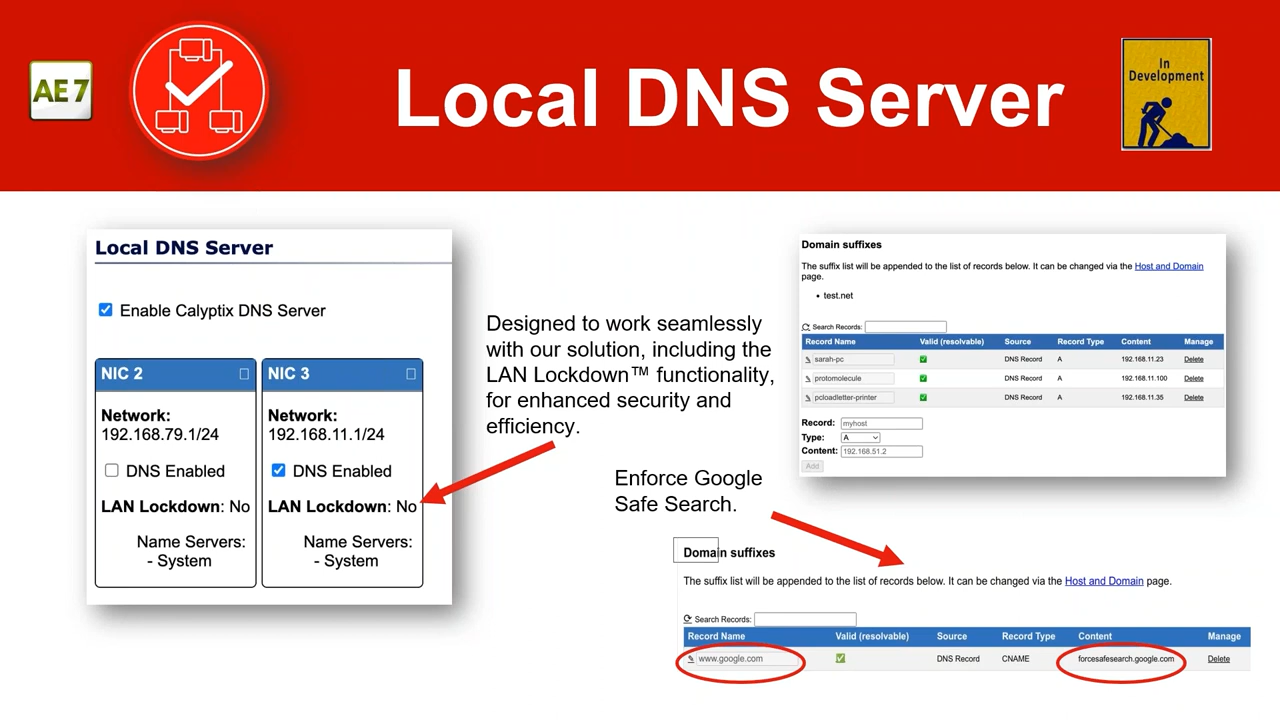 AE 7
Local DNS Server
In
Development
Local DNS Server
Enable Calyptix DNS Server
NIC 2
Network:
192.168.79.1/24
DNS Enabled
LAN Lockdown: No
Name Servers:
- System
NIC 3
Network:
192.168.11.1/24
DNS Enabled
LAN Lockdown: No
Name Servers:
- System
Designed to work seamlessly
with our solution, including the
LAN Lockdown™ functionality,
for enhanced security and
efficiency.
Domain suffixes
The suffix list will be appended to the list of records below. It can be changed via the Host and Domain
page.
• test.net
Search Records:
Record Name Valid (resolvable) Source Record Type Content Manage
sarah-pc DNS Record A 192.168.11.23 Delete
protomolecule DNS Record A 192.168.11.100 Delete
pcloadletter-printer DNS Record A 192.168.11.35 Delete
Record: myhost
Type: A
Content: 192.168.51.2
Add
Enforce Google
Safe Search.
Domain suffixes
The suffix list will be appended to the list of records below. It can be changed via the Host and Domain page.
Search Records:
Record Name Valid (resolvable) Source Record Type Content Manage
www.google.com DNS Record CNAME forcesafesearch.google.com Delete